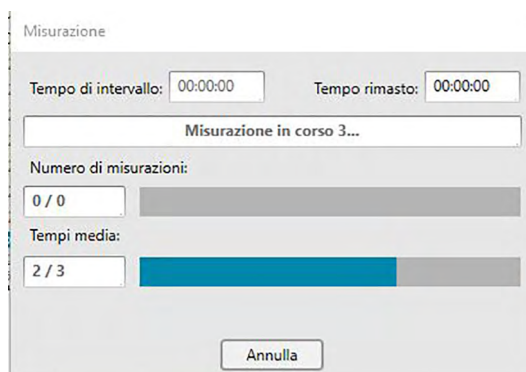 Misurazione
Tempo di intervallo: 00:00:00 Tempo rimasto: 00:00:00
Misurazione in corso 3...
Numero di misurazioni:
0 / 0
Tempi media:
2 / 3
Annulla